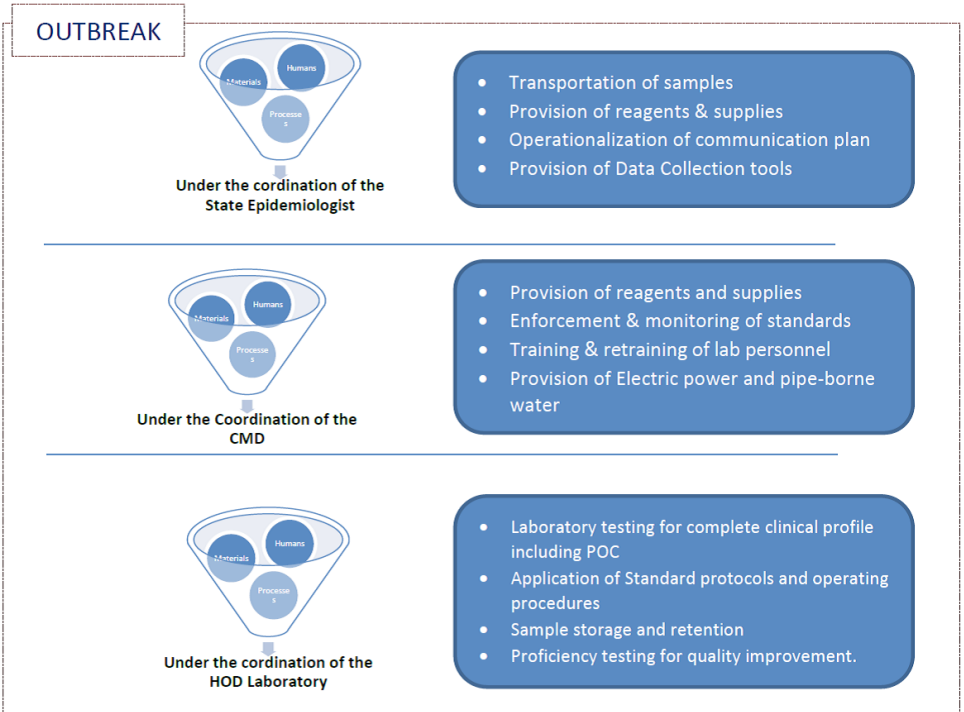 OUTBREAK
Materials
Humans
Processe
s
Under the cordination of the
State Epidemiologist
• Transportation of samples
• Provision of reagents & supplies
• Operationalization of communication plan
• Provision of Data Collection tools
Materials
Humans
Processe
s
Under the Coordination of the
CMD
• Provision of reagents and supplies
• Enforcement & monitoring of standards
• Training & retraining of lab personnel
• Provision of Electric power and pipe-borne
water
Materials
Humans
Processe
s
Under the cordination of the
HOD Laboratory
• Laboratory testing for complete clinical profile
including POC
• Application of Standard protocols and operating
procedures
• Sample storage and retention
• Proficiency testing for quality improvement.